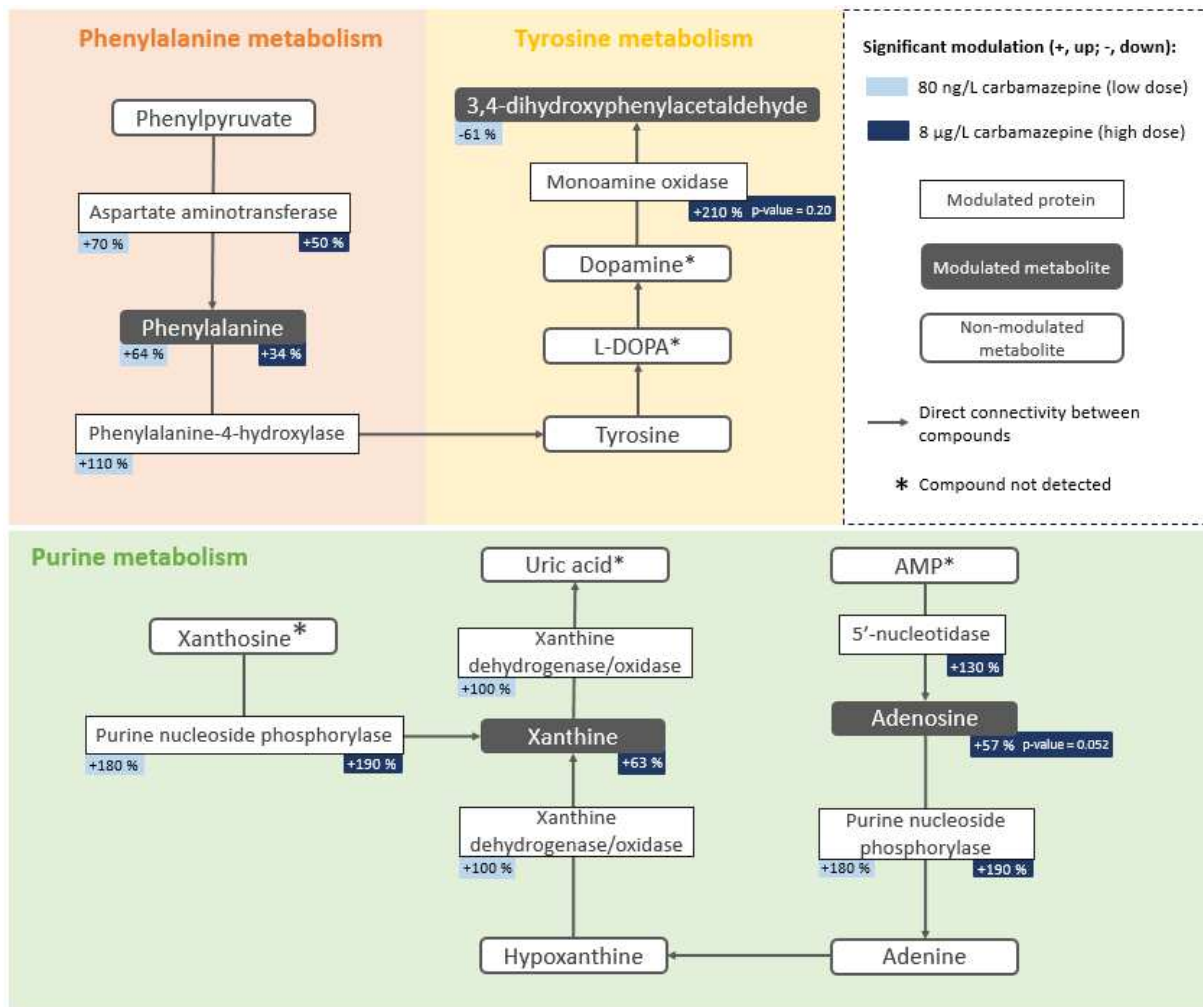 Phenylalanine metabolism
Phenylpyruvate
Aspartate aminotransferase
+70 %
+50 %
Phenylalanine
+64 %
+34 %
Phenylalanine-4-hydroxylase
+110 %
Tyrosine metabolism
3,4-dihydroxyphenylacetaldehyde
-61 %
Monoamine oxidase
+210 % p-value = 0.20
Dopamine*
L-DOPA*
Tyrosine
Significant modulation (+, up; -, down):
80 ng/L carbamazepine (low dose)
8 µg/L carbamazepine (high dose)
Modulated protein
Modulated metabolite
Non-modulated
metabolite
Direct connectivity between
compounds
* Compound not detected
Purine metabolism
Xanthosine*
Purine nucleoside phosphorylase
+180 %
+190 %
Uric acid*
Xanthine
dehydrogenase/oxidase
+100 %
Xanthine
+63 %
Xanthine
dehydrogenase/oxidase
+100 %
Hypoxanthine
AMP*
5′-nucleotidase
+130 %
Adenosine
+57 % p-value = 0.052
Purine nucleoside
phosphorylase
+180 %
+190 %
Adenine